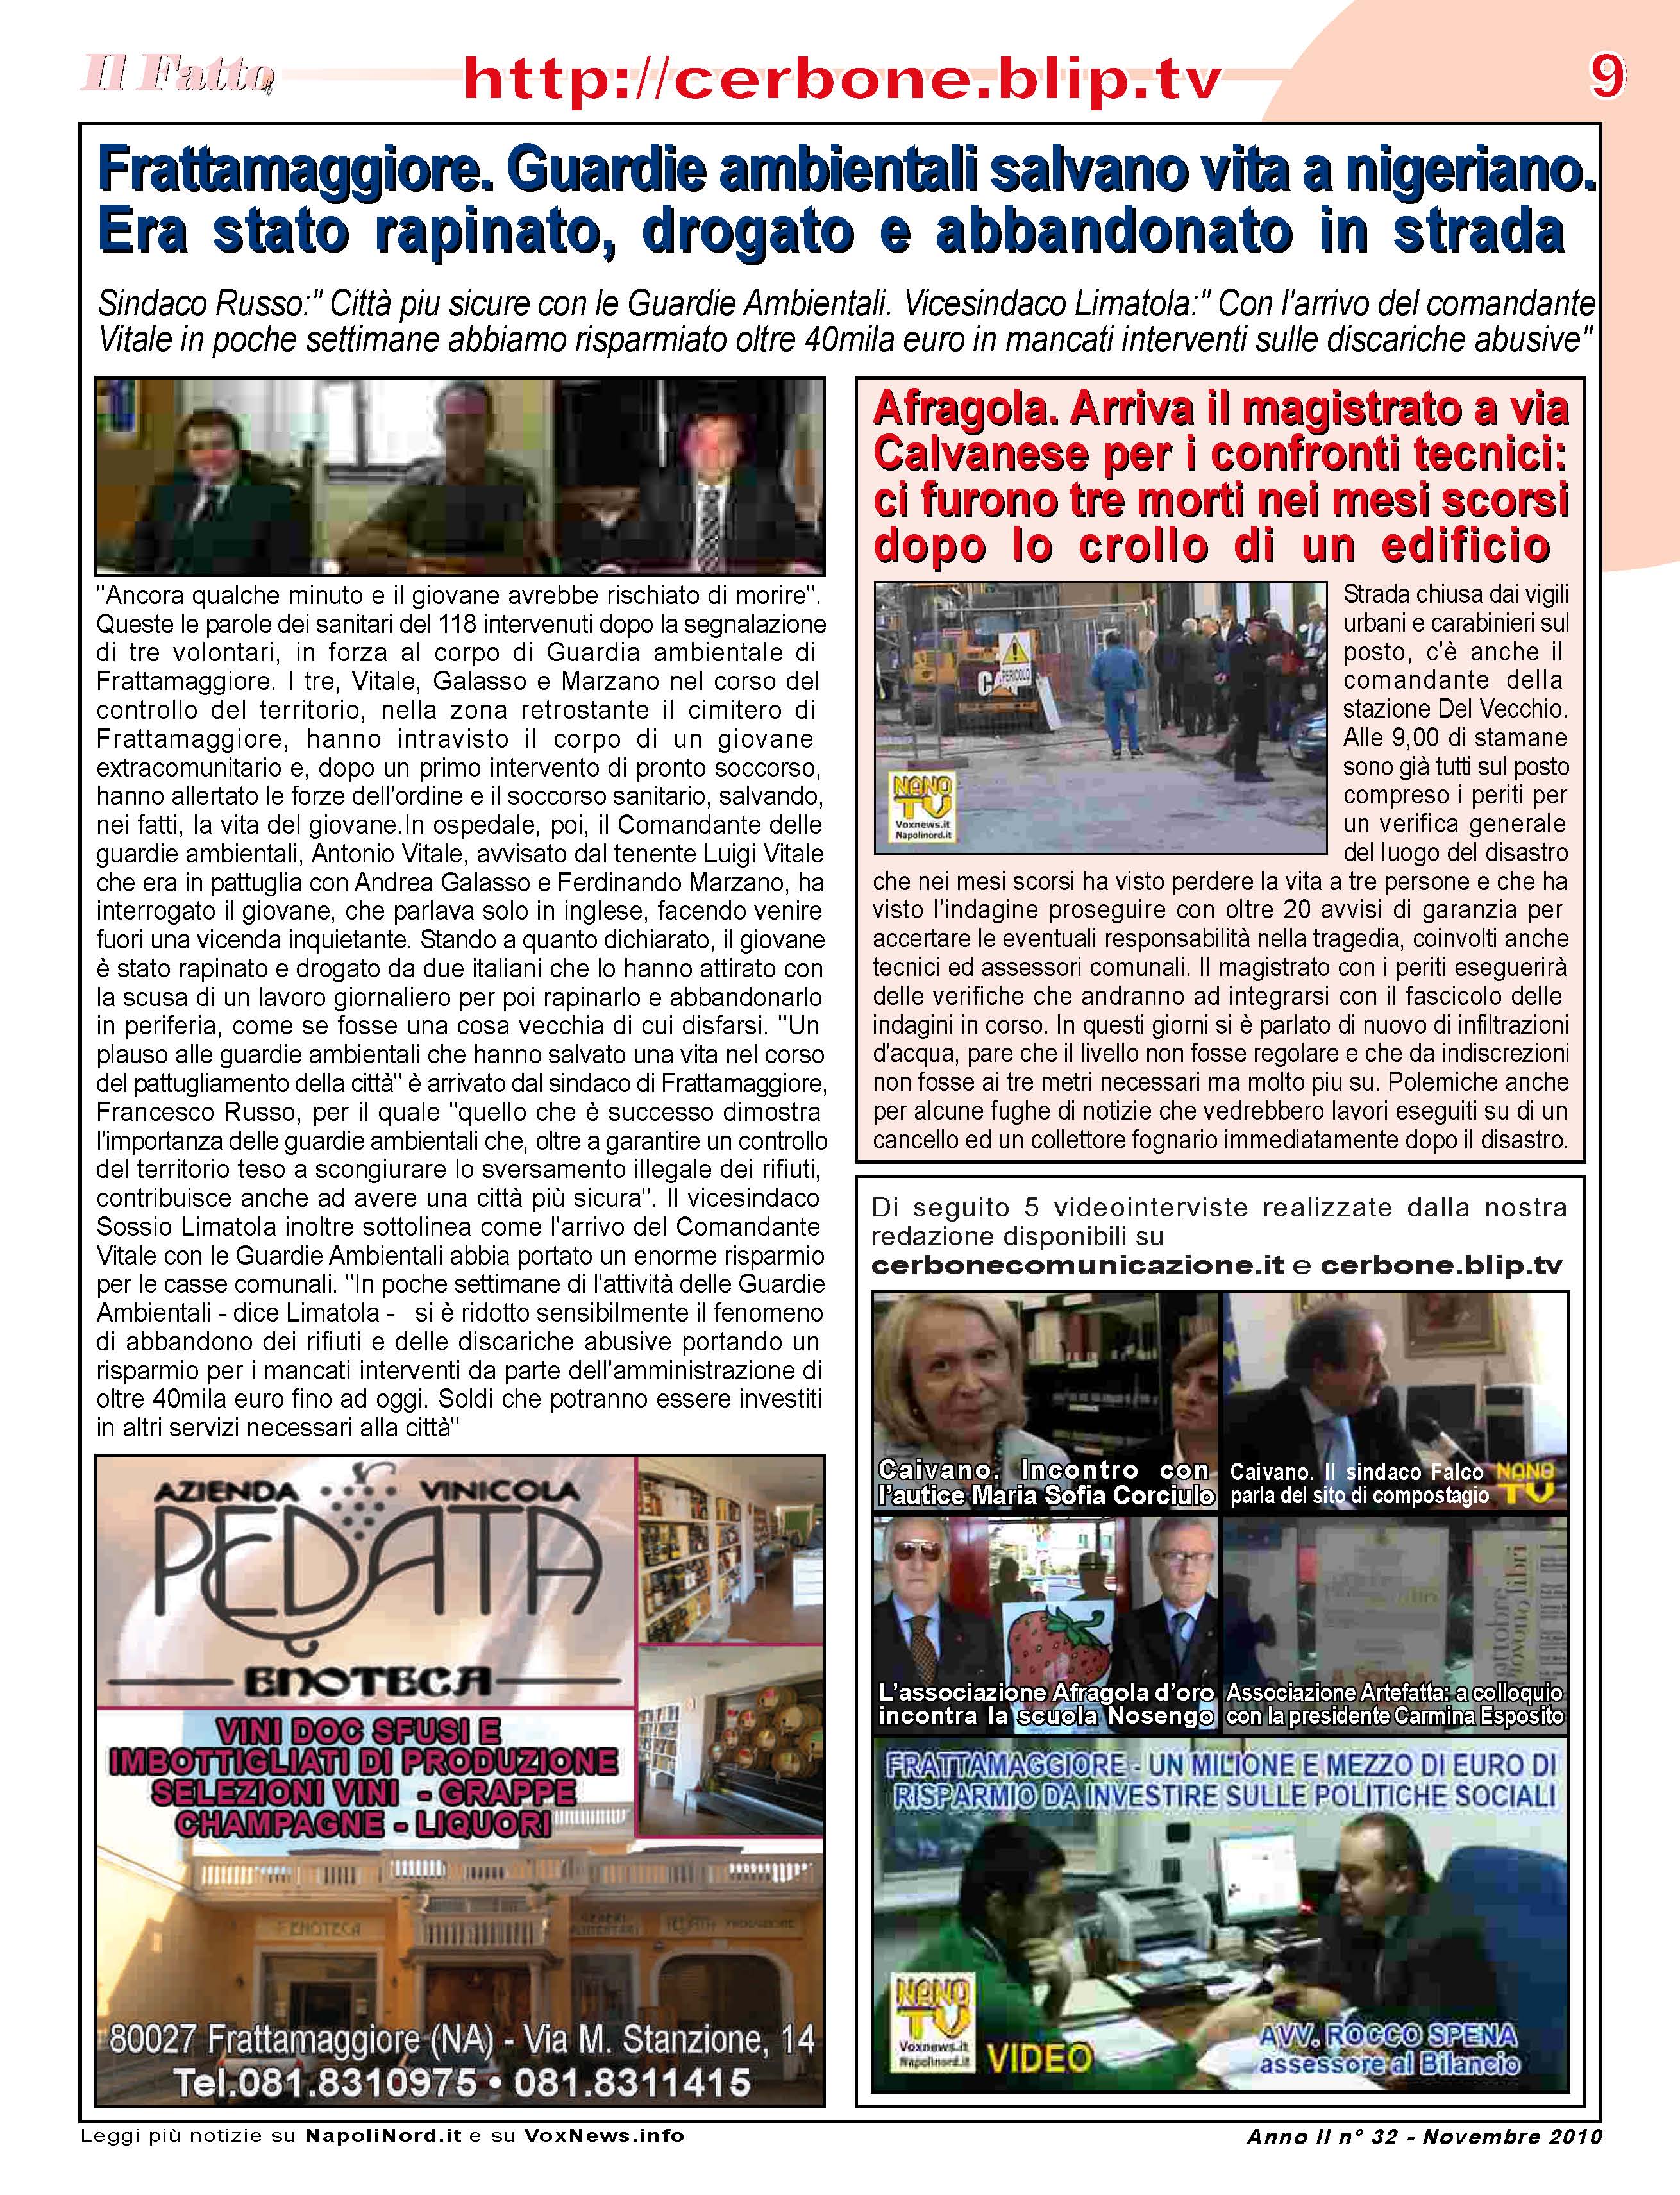 Il Fatto
http://cerbone.blip.tv
9
Frattamaggiore. Guardie ambientali salvano vita a nigeriano.
Era stato rapinato, drogato e abbandonato in strada
Sindaco Russo:" Città piu sicure con le Guardie Ambientali. Vicesindaco Limatola:" Con l'arrivo del comandante
Vitale in poche settimane abbiamo risparmiato oltre 40mila euro in mancati interventi sulle discariche abusive"
"Ancora qualche minuto e il giovane avrebbe rischiato di morire".
Queste le parole dei sanitari del 118 intervenuti dopo la segnalazione
di tre volontari, in forza al corpo di Guardia ambientale di
Frattamaggiore. I tre, Vitale, Galasso e Marzano nel corso del
controllo del territorio, nella zona retrostante il cimitero di
Frattamaggiore, hanno intravisto il corpo di un giovane
extracomunitario e, dopo un primo intervento di pronto soccorso,
hanno allertato le forze dell'ordine e il soccorso sanitario, salvando,
nei fatti, la vita del giovane.In ospedale, poi, il Comandante delle
guardie ambientali, Antonio Vitale, avvisato dal tenente Luigi Vitale
che era in pattuglia con Andrea Galasso e Ferdinando Marzano, ha
interrogato il giovane, che parlava solo in inglese, facendo venire
fuori una vicenda inquietante. Stando a quanto dichiarato, il giovane
è stato rapinato e drogato da due italiani che lo hanno attirato con
la scusa di un lavoro giornaliero per poi rapinarlo e abbandonarlo
in periferia, come se fosse una cosa vecchia di cui disfarsi. "Un
plauso alle guardie ambientali che hanno salvato una vita nel corso
del pattugliamento della città" è arrivato dal sindaco di Frattamaggiore,
Francesco Russo, per il quale "quello che è successo dimostra
l'importanza delle guardie ambientali che, oltre a garantire un controllo
del territorio teso a scongiurare lo sversamento illegale dei rifiuti,
contribuisce anche ad avere una città più sicura". Il vicesindaco
Sossio Limatola inoltre sottolinea come l'arrivo del Comandante
Vitale con le Guardie Ambientali abbia portato un enorme risparmio
per le casse comunali. "In poche settimane di l'attività delle Guardie
Ambientali - dice Limatola - si è ridotto sensibilmente il fenomeno
di abbandono dei rifiuti e delle discariche abusive portando un
risparmio per i mancati interventi da parte dell'amministrazione di
oltre 40mila euro fino ad oggi. Soldi che potranno essere investiti
in altri servizi necessari alla città"
AZIENDA VINICOLA
PEDATA
ENOTECA
VINI DOC SFUSI E
IMBOTTIGLIATI DI PRODUZIONE
SELEZIONI VINI - GRAPPE
CHAMPAGNE - LIQUORI
ENOTECA
80027 Frattamaggiore (NA) - Via M. Stanzione, 14
Tel.081.8310975 • 081.8311415
Afragola. Arriva il magistrato a via
Calvanese per i confronti tecnici:
ci furono tre morti nei mesi scorsi
dopo lo crollo di un edificio
PERICOLO
NANO
TV
Voxnews.it
Napolinord.it
Strada chiusa dai vigili
urbani e carabinieri sul
posto, c'è anche il
comandante della
stazione Del Vecchio.
Alle 9,00 di stamane
sono già tutti sul posto
compreso i periti per
un verifica generale
del luogo del disastro
che nei mesi scorsi ha visto perdere la vita a tre persone e che ha
visto l'indagine proseguire con oltre 20 avvisi di garanzia per
accertare le eventuali responsabilità nella tragedia, coinvolti anche
tecnici ed assessori comunali. Il magistrato con i periti eseguerirà
delle verifiche che andranno ad integrarsi con il fascicolo delle
indagini in corso. In questi giorni si è parlato di nuovo di infiltrazioni
d'acqua, pare che il livello non fosse regolare e che da indiscrezioni
non fosse ai tre metri necessari ma molto piu su. Polemiche anche
per alcune fughe di notizie che vedrebbero lavori eseguiti su di un
cancello ed un collettore fognario immediatamente dopo il disastro.
Di seguito 5 videointerviste realizzate dalla nostra
redazione disponibili su
cerbonecomunicazione.it e cerbone.blip.tv
Caivano. Incontro con
l'autice Maria Sofia Corciulo
Caivano. Il sindaco Falco
parla del sito di compostagio
NANO
TV
L'associazione Afragola d'oro
incontra la scuola Nosengo
Associazione Artefatta: a colloquio
con la presidente Carmina Esposito
FRATTAMAGGIORE - UN MILIONE E MEZZO DI EURO DI
RISPARMIO DA INVESTIRE SULLE POLITICHE SOCIALI
NANO
TV
Voxnews.it
Napolinord.it
VIDEO
AVV. ROCCO SPENA
assessore al Bilancio
Leggi più notizie su NapoliNord.it e su VoxNews.info
Anno II n° 32 - Novembre 2010